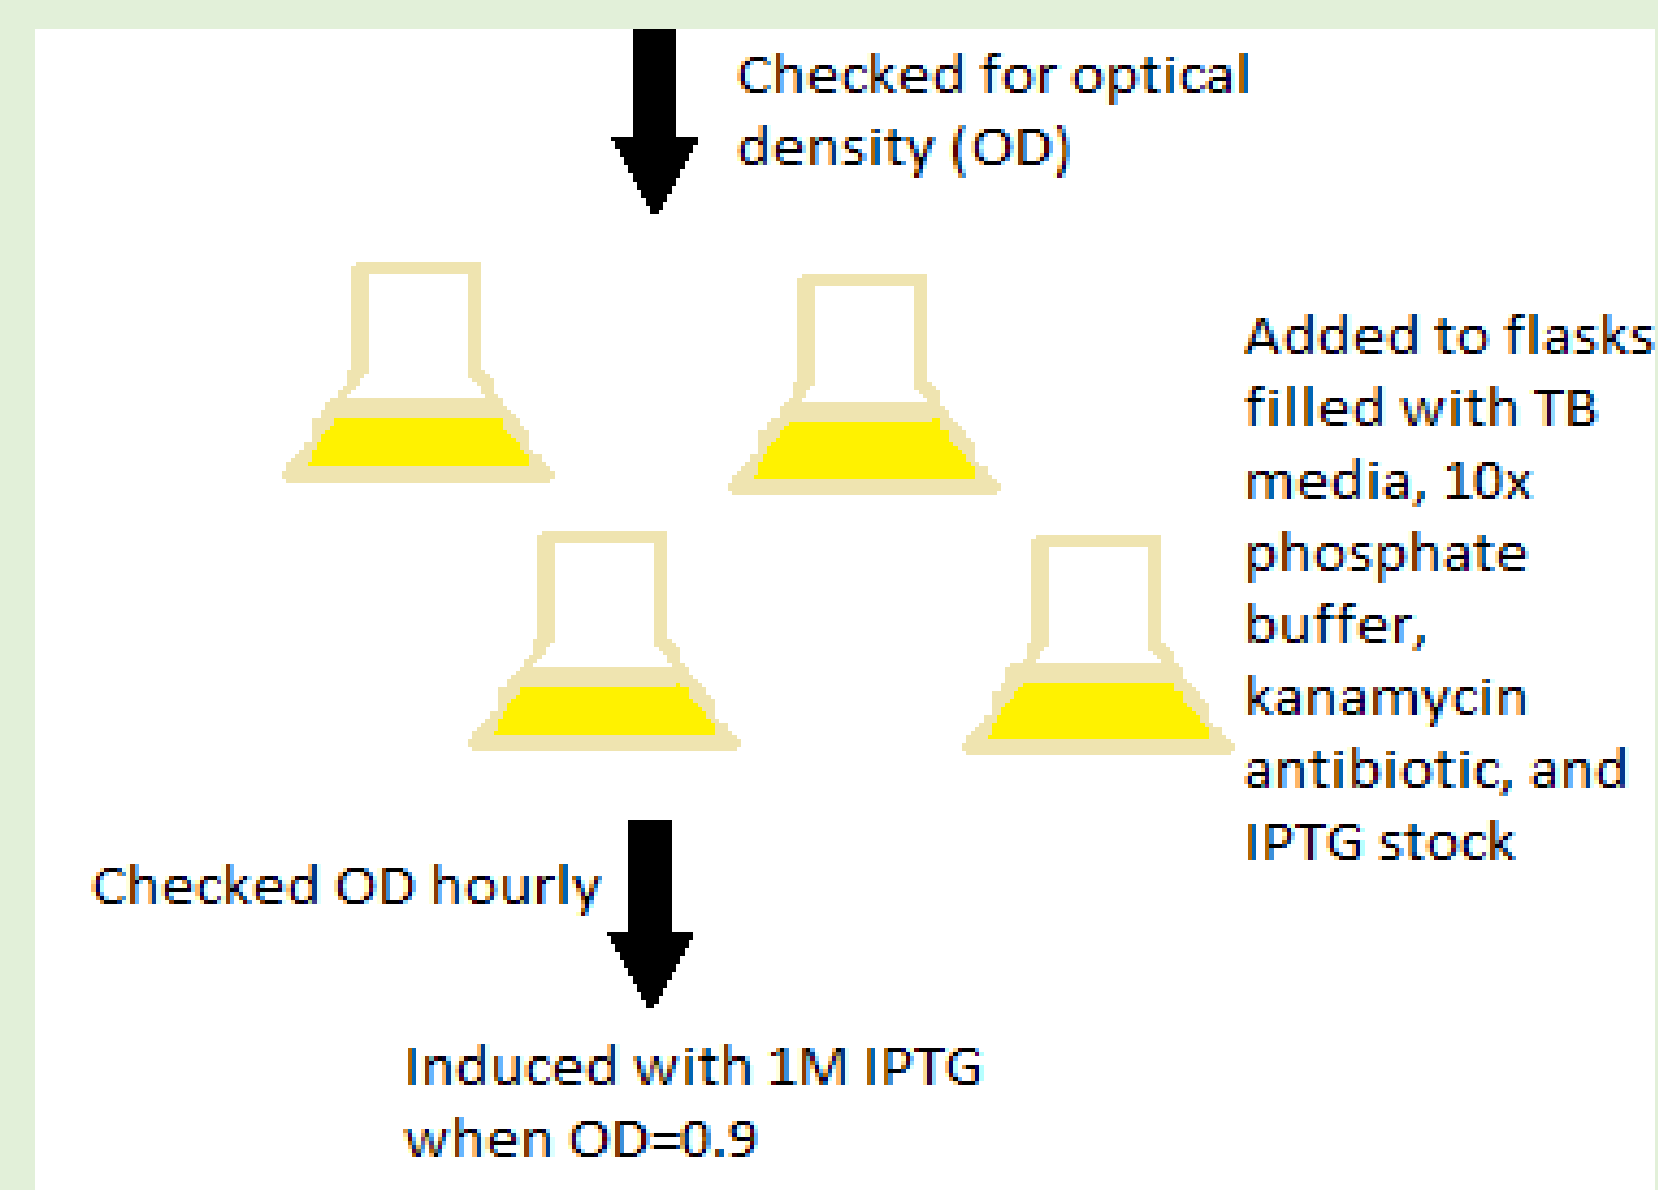 Checked for optical
density (OD)
Added to flasks
filled with TB
media, 10x
phosphate
buffer,
kanamycin
antibiotic, and
IPTG stock
Checked OD hourly
Induced with 1M IPTG
when OD=0.9